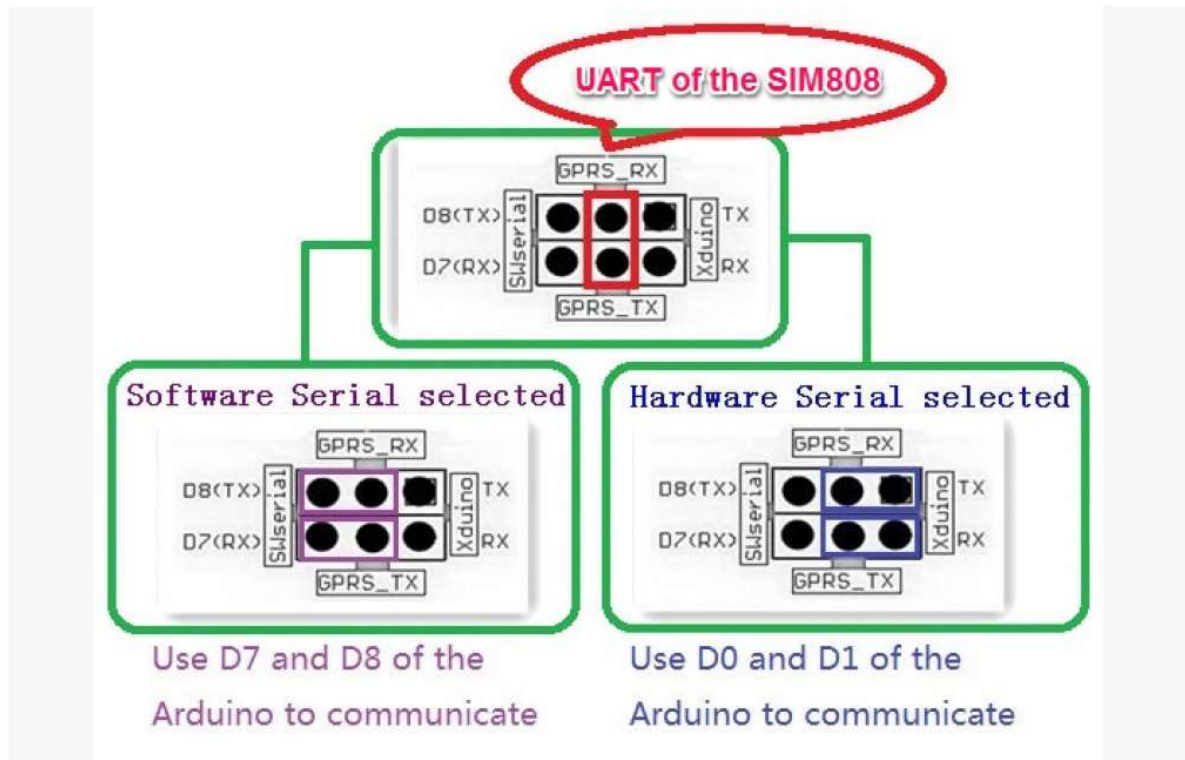 UART of the SIM808
GPRS_RX
D8(TX) SWserial Xduino TX
D7(RX) RX
GPRS_TX
Software Serial selected
GPRS_RX
D8(TX) SWserial Xduino TX
D7(RX) RX
GPRS_TX
Use D7 and D8 of the
Arduino to communicate
Hardware Serial selected
GPRS_RX
D8(TX) SWserial Xduino TX
D7(RX) RX
GPRS_TX
Use D0 and D1 of the
Arduino to communicate